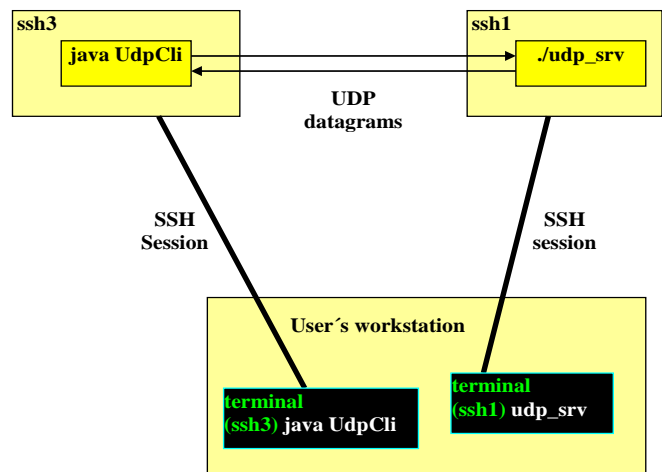 ssh3
java UdpCli
ssh1
./udp_srv
UDP
datagrams
SSH
Session
SSH
session
User´s workstation
terminal
(ssh3) java UdpCli
terminal
(ssh1) udp_srv